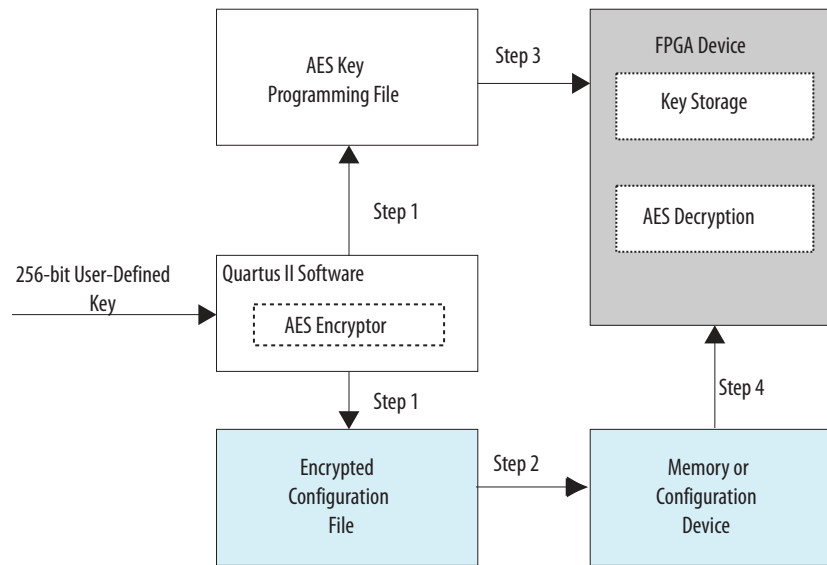 AES Key
Programming File
Step 3
FPGA Device
Key Storage
AES Decryption
Step 1
256-bit User-Defined
Key
Quartus II Software
AES Encryptor
Step 1
Step 4
Encrypted
Configuration
File
Step 2
Memory or
Configuration
Device